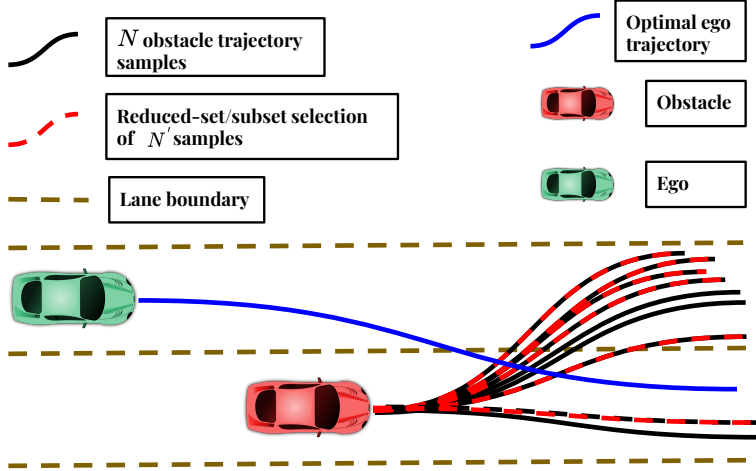 N obstacle trajectory
samples
Optimal ego
trajectory
Reduced-set/subset selection
of N' samples
Obstacle
Lane boundary
Ego